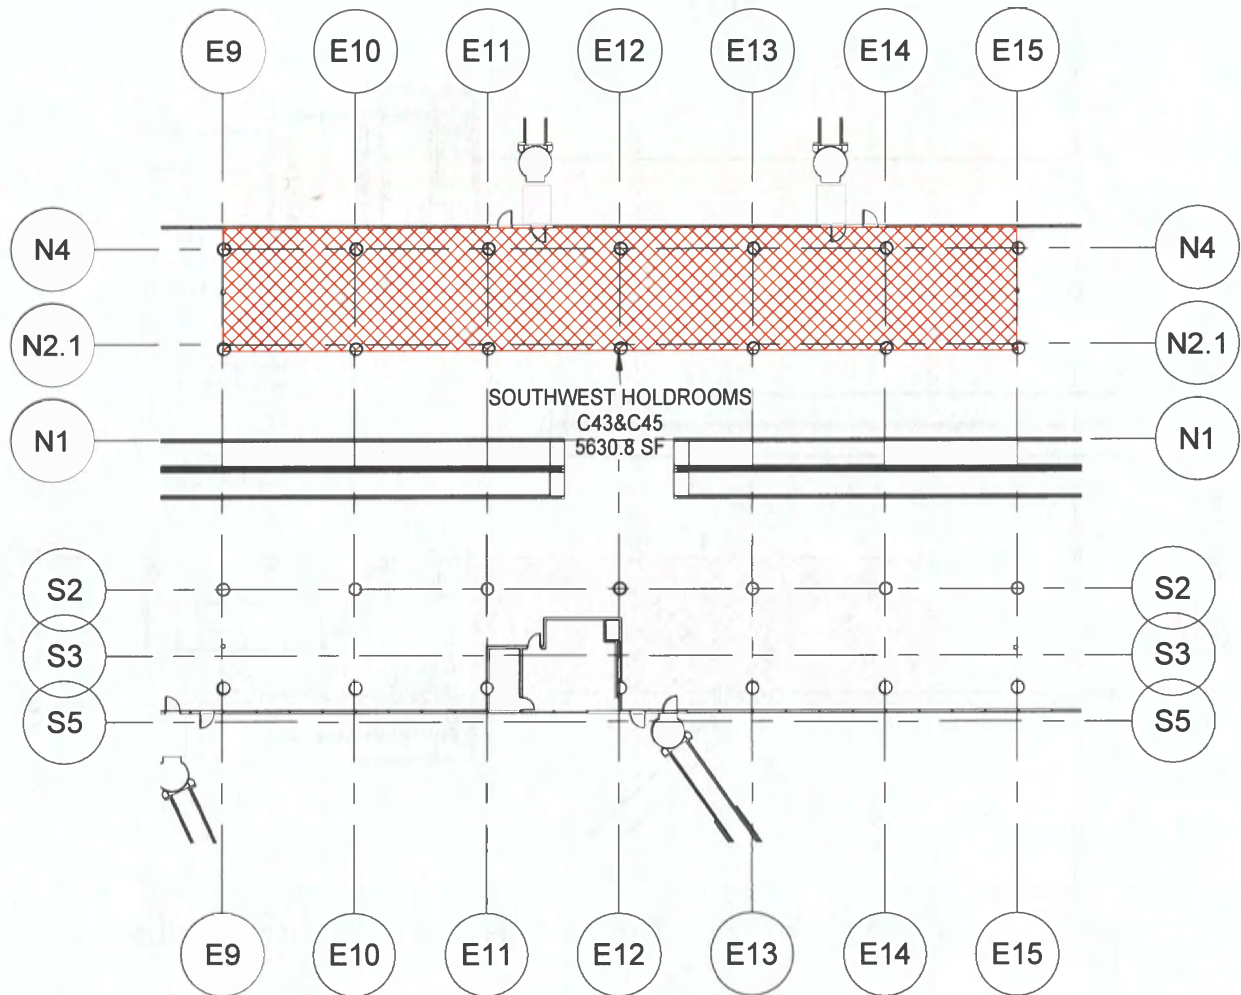 E9 E10 E11 E12 E13 E14 E15
N4 N4
N2.1 N2.1
SOUTHWEST HOLDROOMS
C43&C45
5630.8 SF
N1 N1
S2 S2
S3 S3
S5 S5
E9 E10 E11 E12 E13 E14 E15